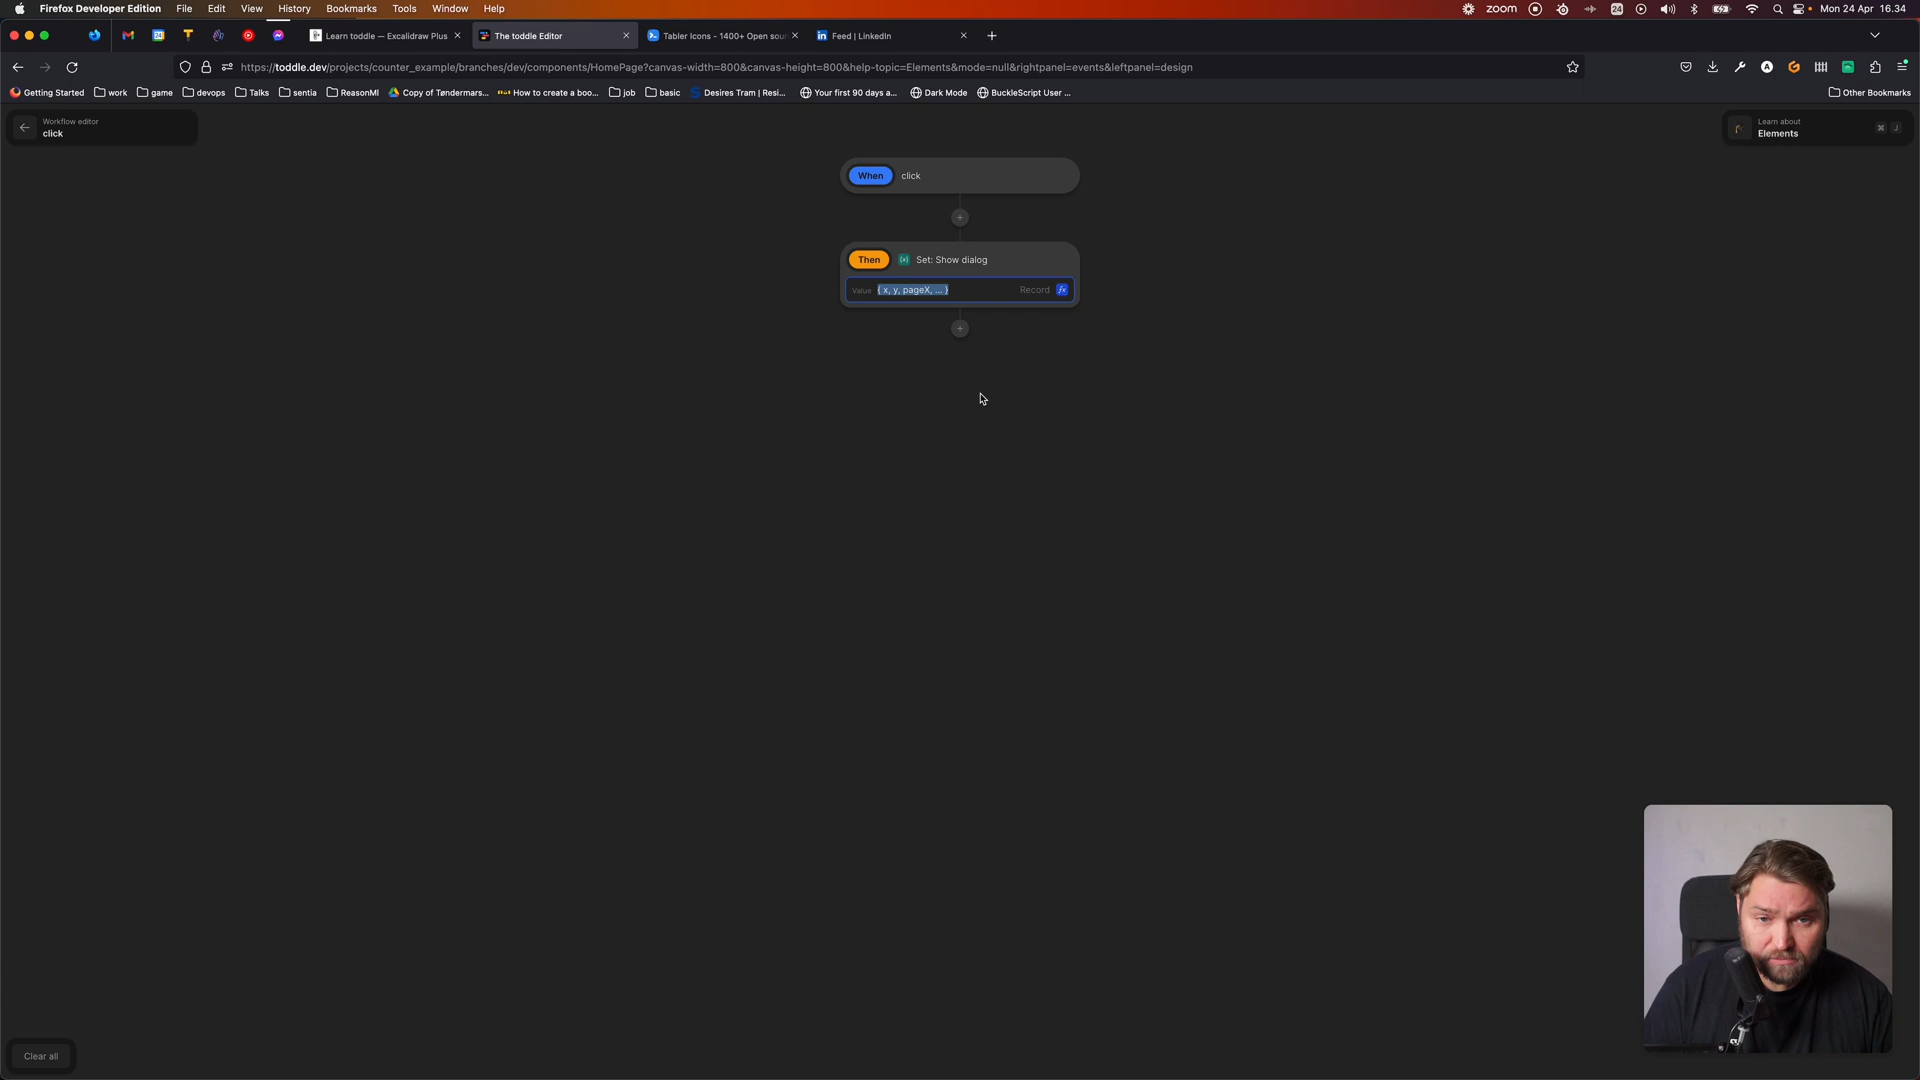 Firefox Developer Edition File Edit View History Bookmarks Tools Window Help zoom 24 Mon 24 Apr 16.34
Learn toddle — Excalidraw Plus The toddle Editor Tabler Icons - 1400+ Open sour Feed | LinkedIn
https://toddle.dev/projects/counter_example/branches/dev/components/HomePage?canvas-width=800&canvas-height=800&help-topic=Elements&mode=null&rightpanel=events&leftpanel=design
Getting Started work game devops Talks sentia ReasonMl Copy of Tøndermars... How to create a boo... job basic Desires Tram | Resi... Your first 90 days a... Dark Mode BuckleScript User ... Other Bookmarks
Workflow editor
click
Learn about
Elements
⌘ J
When click
Then Set: Show dialog
Value { x, y, pageX, ... } Record fx
Clear all